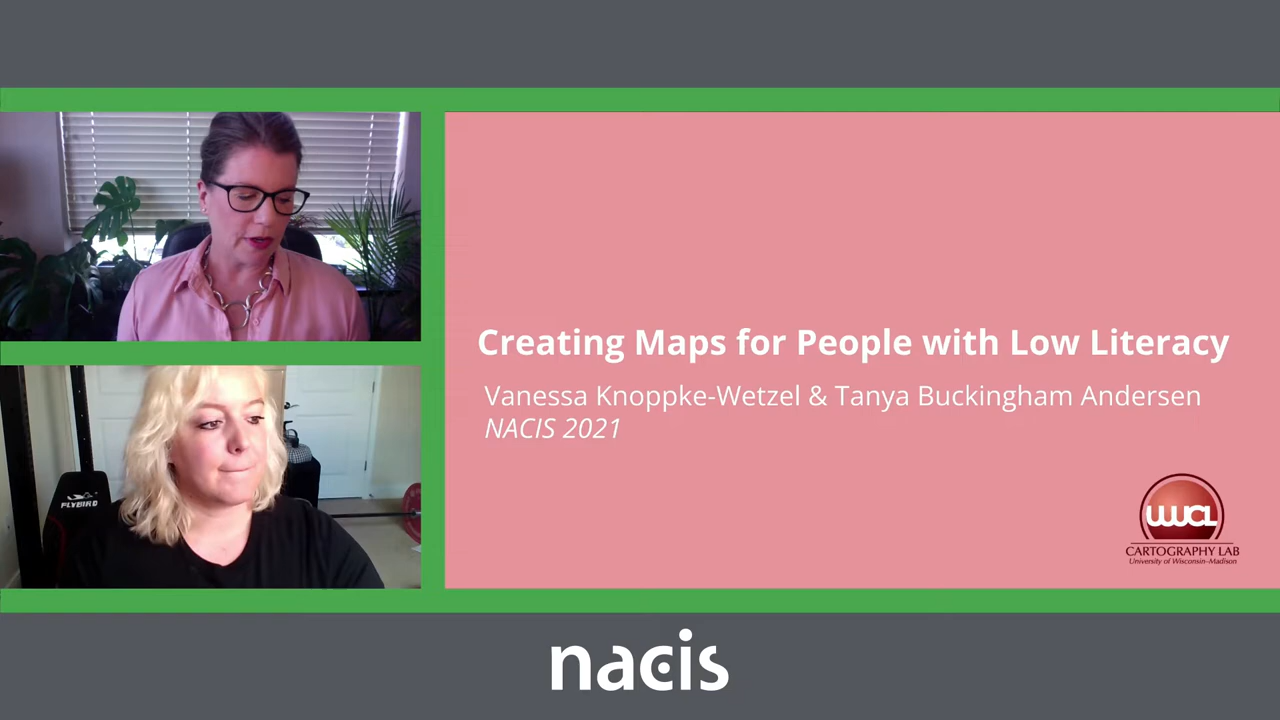 Creating Maps for People with Low Literacy
Vanessa Knoppke-Wetzel & Tanya Buckingham Andersen
NACIS 2021
FLYBIRD
UWCL
CARTOGRAPHY LAB
University of Wisconsin–Madison
nacis